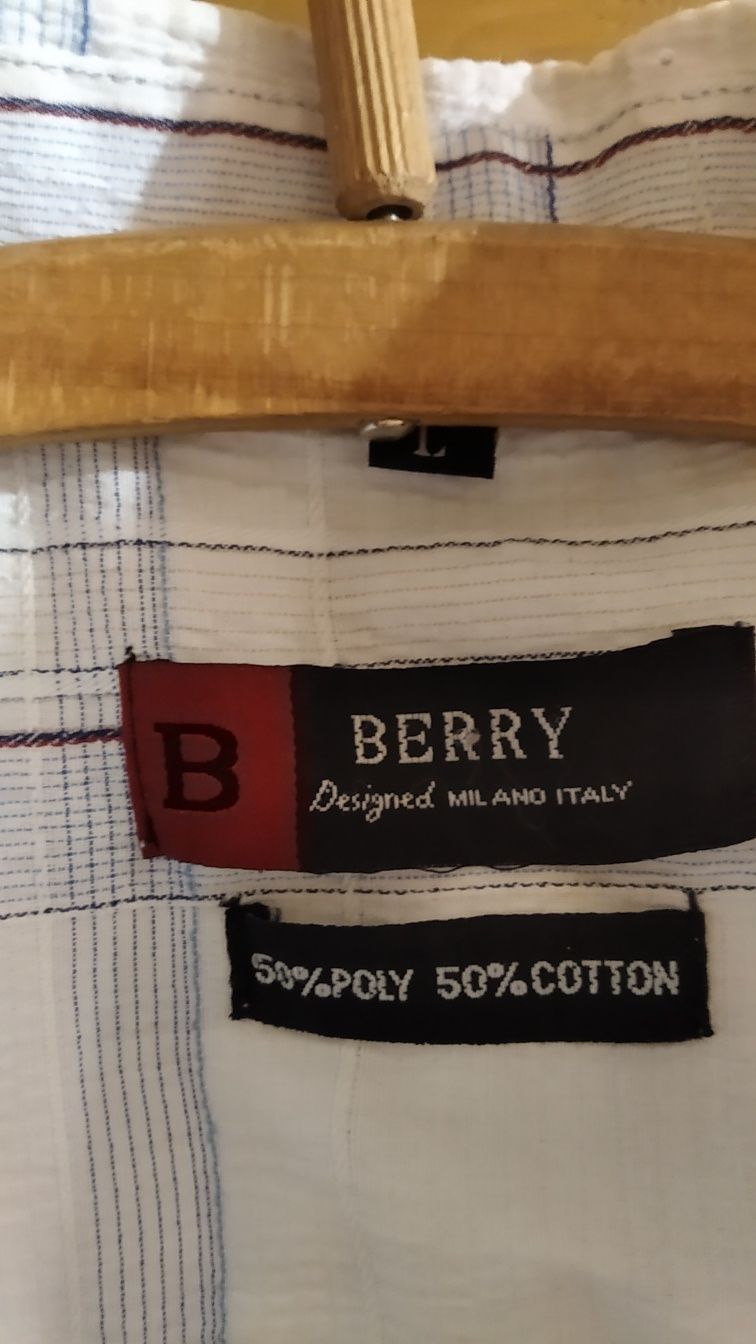 L
B
BERRY
Designed MILANO ITALY
50%POLY 50%COTTON